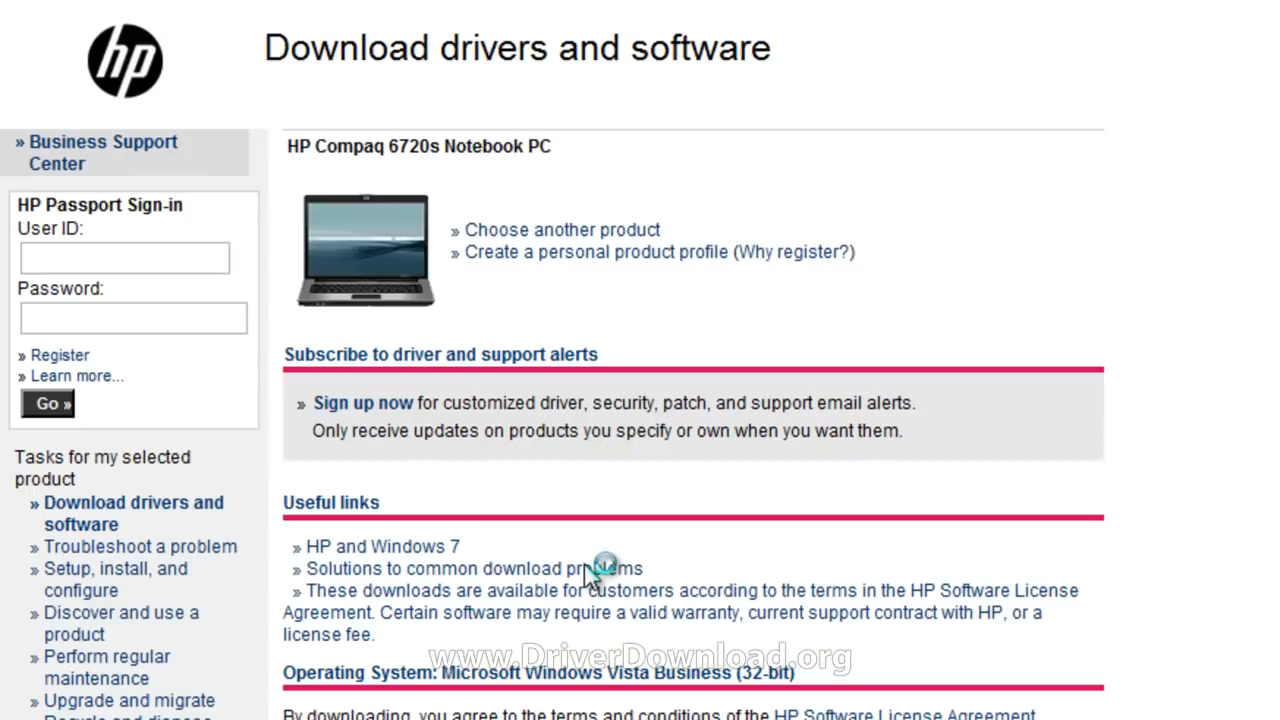 hp
Download drivers and software
» Business Support
Center
HP Passport Sign-in
User ID:
Password:
» Register
» Learn more...
Go »
Tasks for my selected
product
» Download drivers and
software
» Troubleshoot a problem
» Setup, install, and
configure
» Discover and use a
product
» Perform regular
maintenance
» Upgrade and migrate
» Recycle and dispose
HP Compaq 6720s Notebook PC
» Choose another product
» Create a personal product profile (Why register?)
Subscribe to driver and support alerts
» Sign up now for customized driver, security, patch, and support email alerts.
Only receive updates on products you specify or own when you want them.
Useful links
» HP and Windows 7
» Solutions to common download problems
» These downloads are available for customers according to the terms in the HP Software License
Agreement. Certain software may require a valid warranty, current support contract with HP, or a
license fee.
www.DriverDownload.org
Operating System: Microsoft Windows Vista Business (32-bit)
By downloading, you agree to the terms and conditions of the HP Software License Agreement